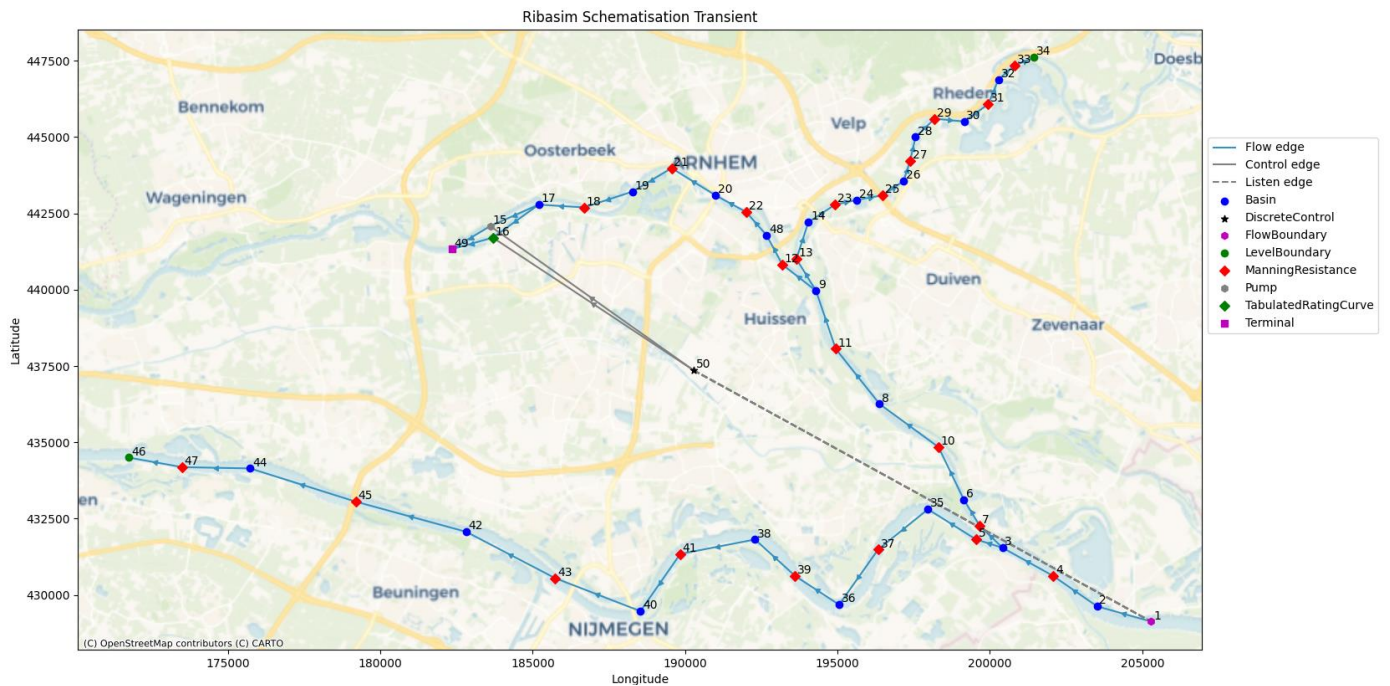 Ribasim Schematisation Transient
447500
445000
442500
440000
437500
435000
432500
430000
Latitude
175000
180000
185000
190000
195000
200000
205000
Longitude
Bennekom
Wageningen
Oosterbeek
RNHEM
Velp
Rheden
Doesb
Duiven
Huissen
Zevenaar
en
Beuningen
NIJMEGEN
34
33
32
31
30
29
28
27
26
25
24
23
14
13
12
9
48
22
20
21
19
18
17
15
16
49
11
8
10
6
7
5
3
4
2
1
50
35
37
36
39
38
41
40
43
42
45
44
47
46
(C) OpenStreetMap contributors (C) CARTO
Flow edge
Control edge
Listen edge
Basin
DiscreteControl
FlowBoundary
LevelBoundary
ManningResistance
Pump
TabulatedRatingCurve
Terminal